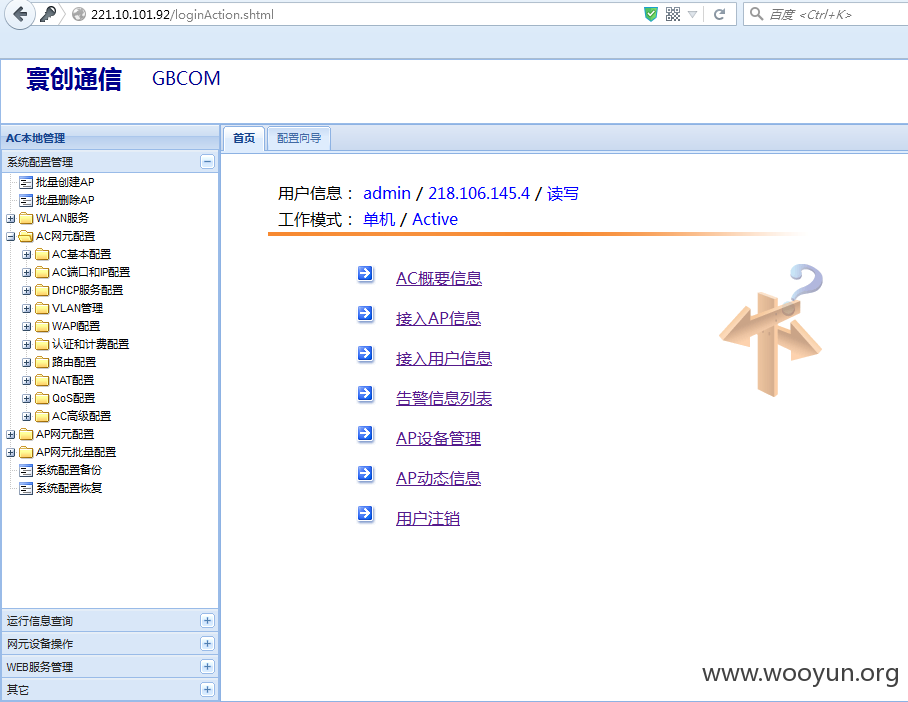 221.10.101.92/loginAction.shtml
百度 <Ctrl+K>
寰创通信 GBCOM
AC本地管理
首页 配置向导
系统配置管理
批量创建AP
批量删除AP
WLAN服务
AC网元配置
AC基本配置
AC端口和IP配置
DHCP服务配置
VLAN管理
WAPI配置
认证和计费配置
路由配置
NAT配置
QoS配置
AC高级配置
AP网元配置
AP网元批量配置
系统配置备份
系统配置恢复
运行信息查询
网元设备操作
WEB服务管理
其它
用户信息： admin / 218.106.145.4 / 读写
工作模式： 单机 / Active
AC概要信息
接入AP信息
接入用户信息
告警信息列表
AP设备管理
AP动态信息
用户注销
www.wooyun.org